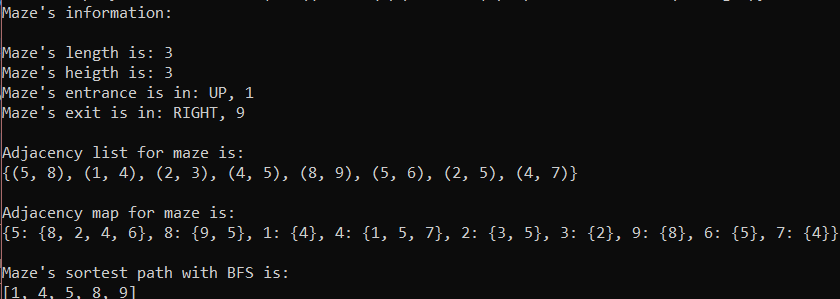 Maze's information:
Maze's length is: 3
Maze's heigth is: 3
Maze's entrance is in: UP, 1
Maze's exit is in: RIGHT, 9
Adjacency list for maze is:
{(5, 8), (1, 4), (2, 3), (4, 5), (8, 9), (5, 6), (2, 5), (4, 7)}
Adjacency map for maze is:
{5: {8, 2, 4, 6}, 8: {9, 5}, 1: {4}, 4: {1, 5, 7}, 2: {3, 5}, 3: {2}, 9: {8}, 6: {5}, 7: {4}}
Maze's sortest path with BFS is:
[1, 4, 5, 8, 9]